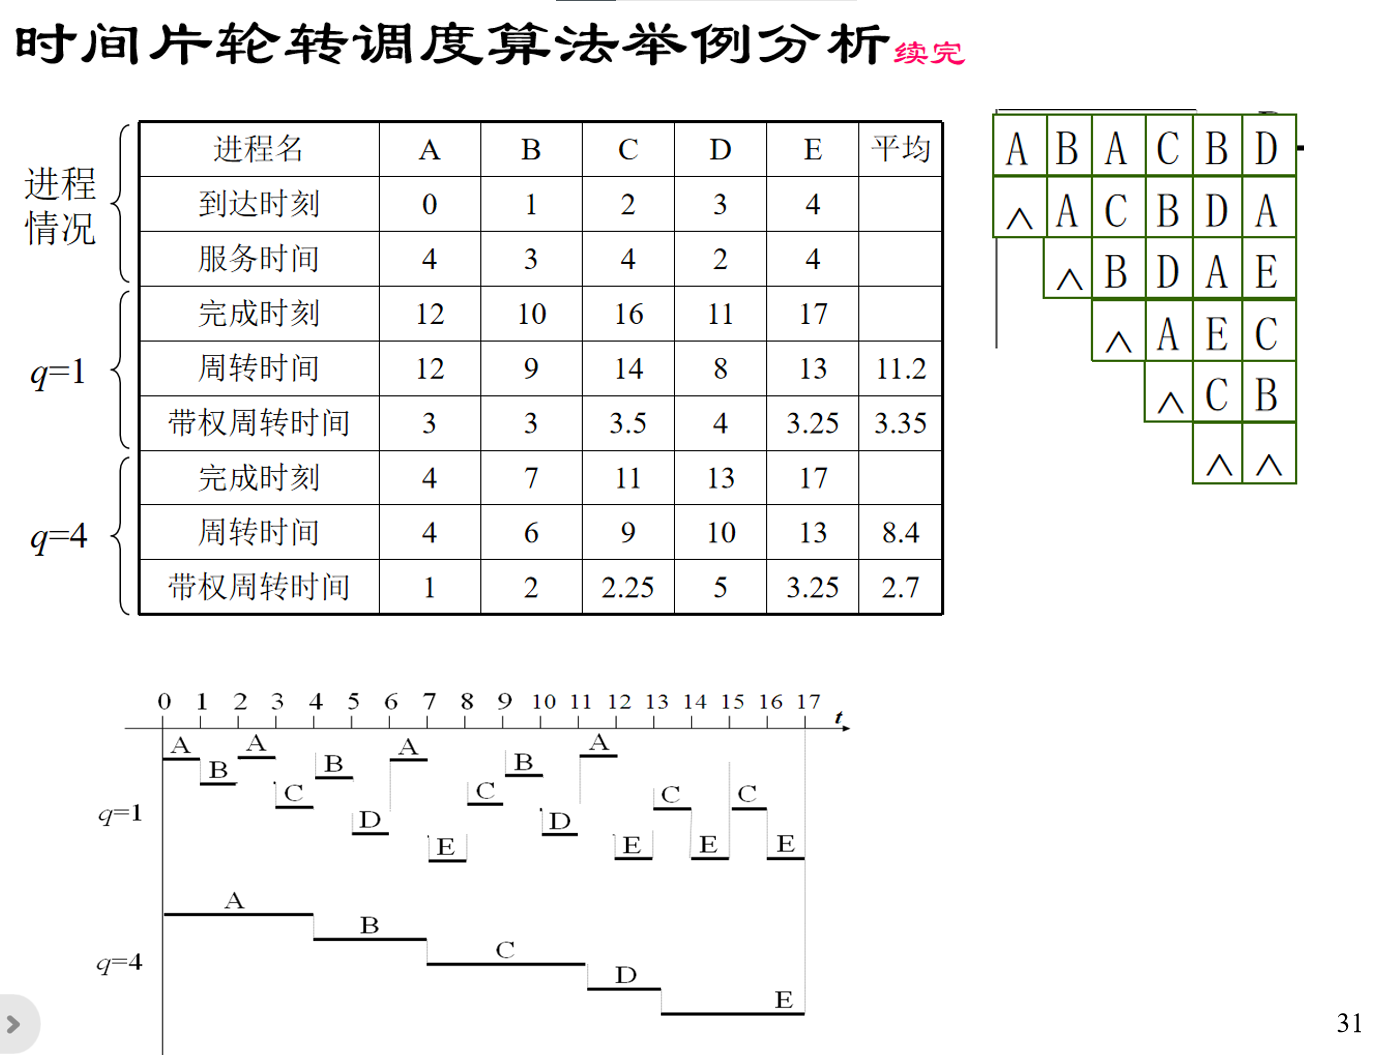 时间片轮转调度算法举例分析续完
进程情况
进程名 A B C D E 平均
到达时刻 0 1 2 3 4
服务时间 4 3 4 2 4
q=1
完成时刻 12 10 16 11 17
周转时间 12 9 14 8 13 11.2
带权周转时间 3 3 3.5 4 3.25 3.35
q=4
完成时刻 4 7 11 13 17
周转时间 4 6 9 10 13 8.4
带权周转时间 1 2 2.25 5 3.25 2.7
A B A C B D
∧ A C B D A
∧ B D A E
∧ A E C
∧ C B
∧ ∧
0 1 2 3 4 5 6 7 8 9 10 11 12 13 14 15 16 17 t
q=1
A B A C B D A E C B D A E C E C E
q=4
A B C D E
31